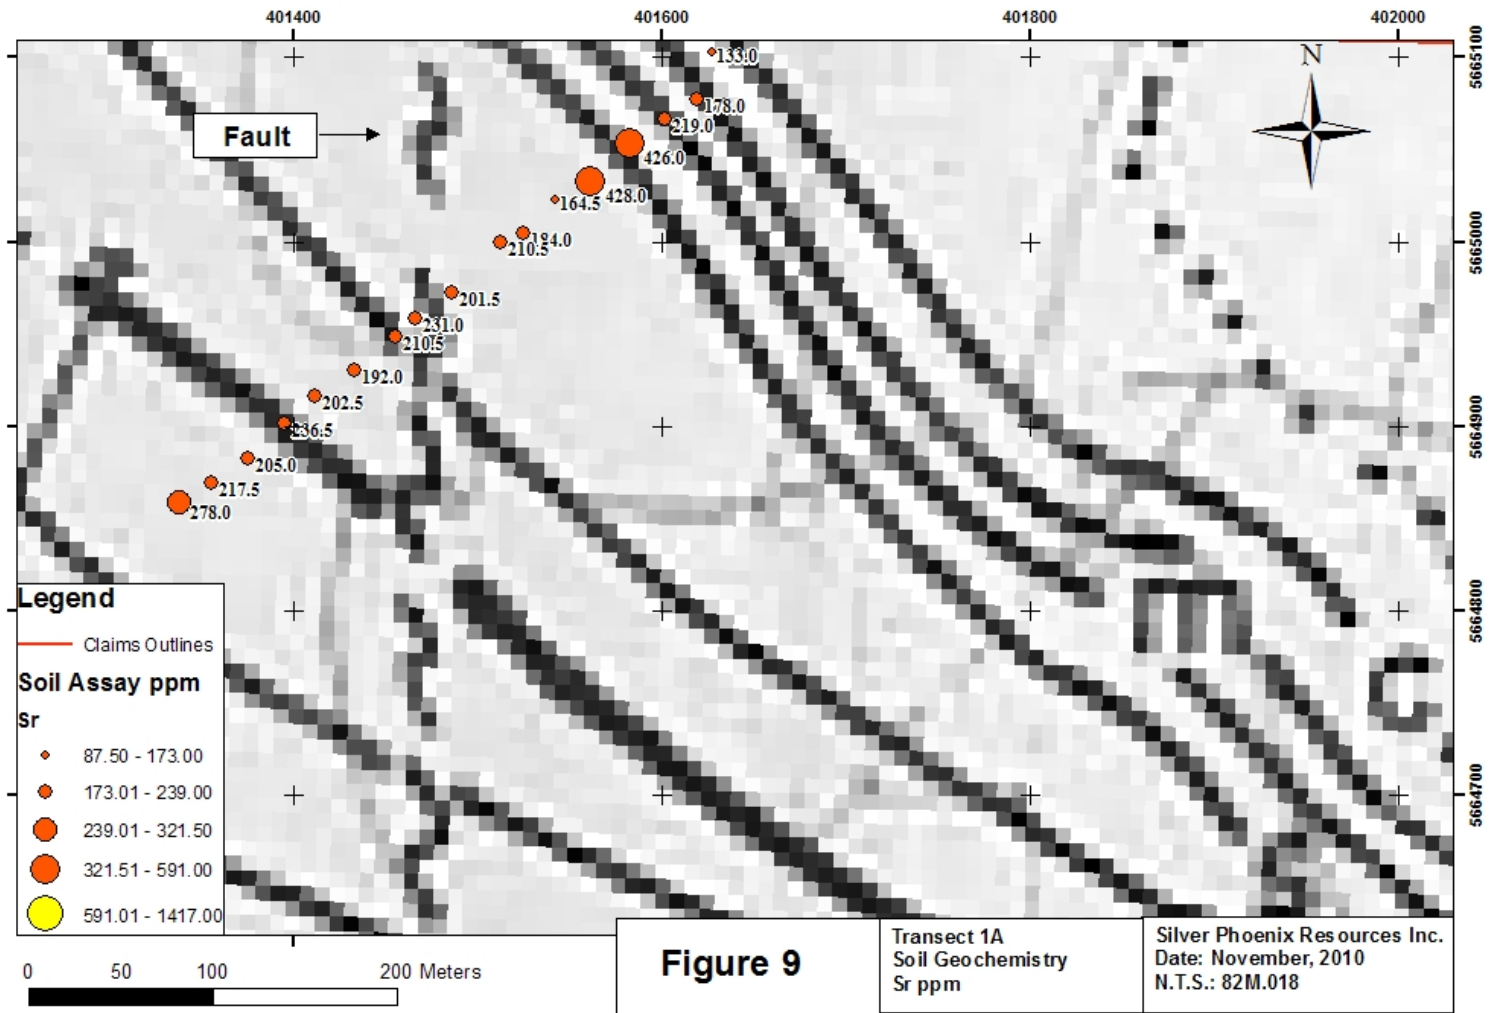 401400 401600 401800 402000
5665100
N
133.0
178.0
219.0
Fault
426.0
428.0
164.5
184.0
210.5
5665000
201.5
231.0
210.5
192.0
202.5
236.5
5664900
205.0
217.5
278.0
Legend
5664800
Claims Outlines
Soil Assay ppm
Sr
87.50 - 173.00
173.01 - 239.00
5664700
239.01 - 321.50
321.51 - 591.00
591.01 - 1417.00
0 50 100 200 Meters
Figure 9
Transect 1A
Soil Geochemistry
Sr ppm
Silver Phoenix Resources Inc.
Date: November, 2010
N.T.S.: 82M.018